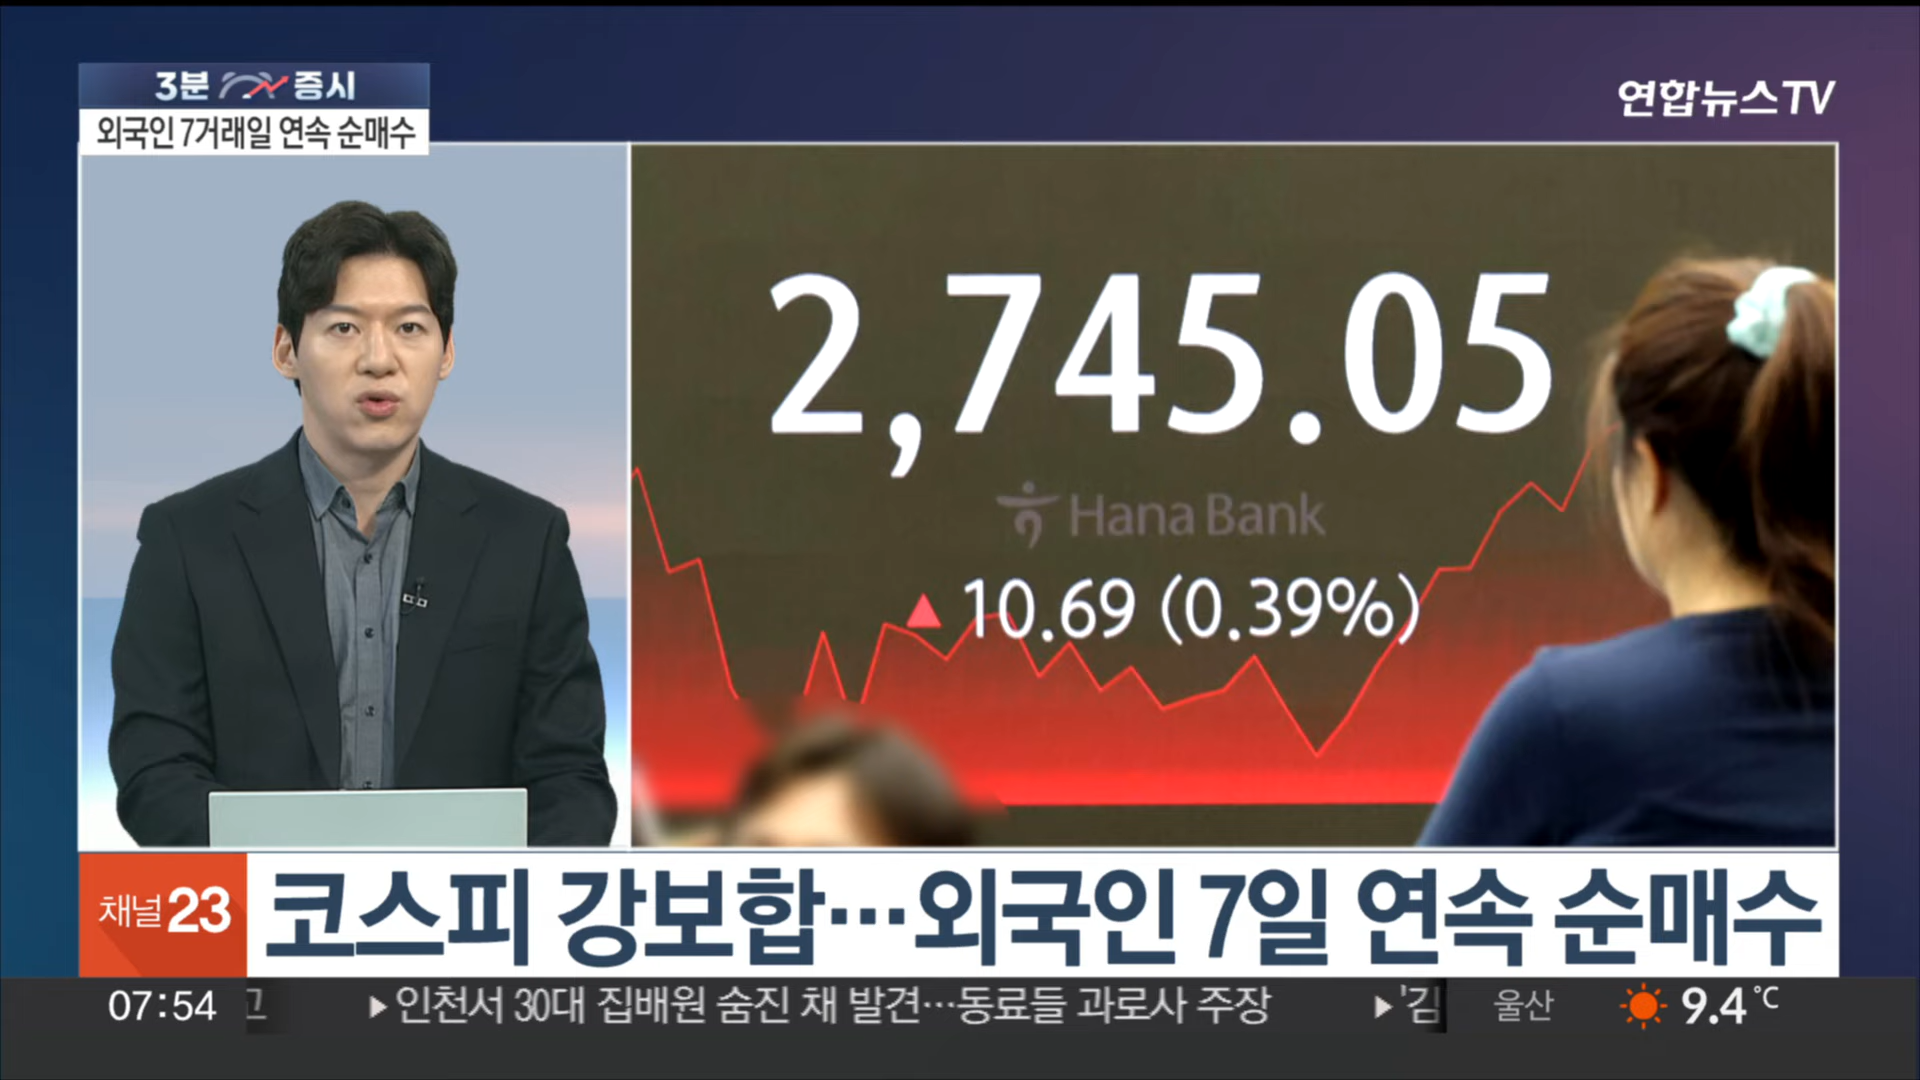 3분 증시
외국인 7거래일 연속 순매수
연합뉴스TV
2,745.05
Hana Bank
▲ 10.69 (0.39%)
채널 23
코스피 강보합…외국인 7일 연속 순매수
07:54
고 ▶인천서 30대 집배원 숨진 채 발견…동료들 과로사 주장 ▶'김
울산 9.4℃